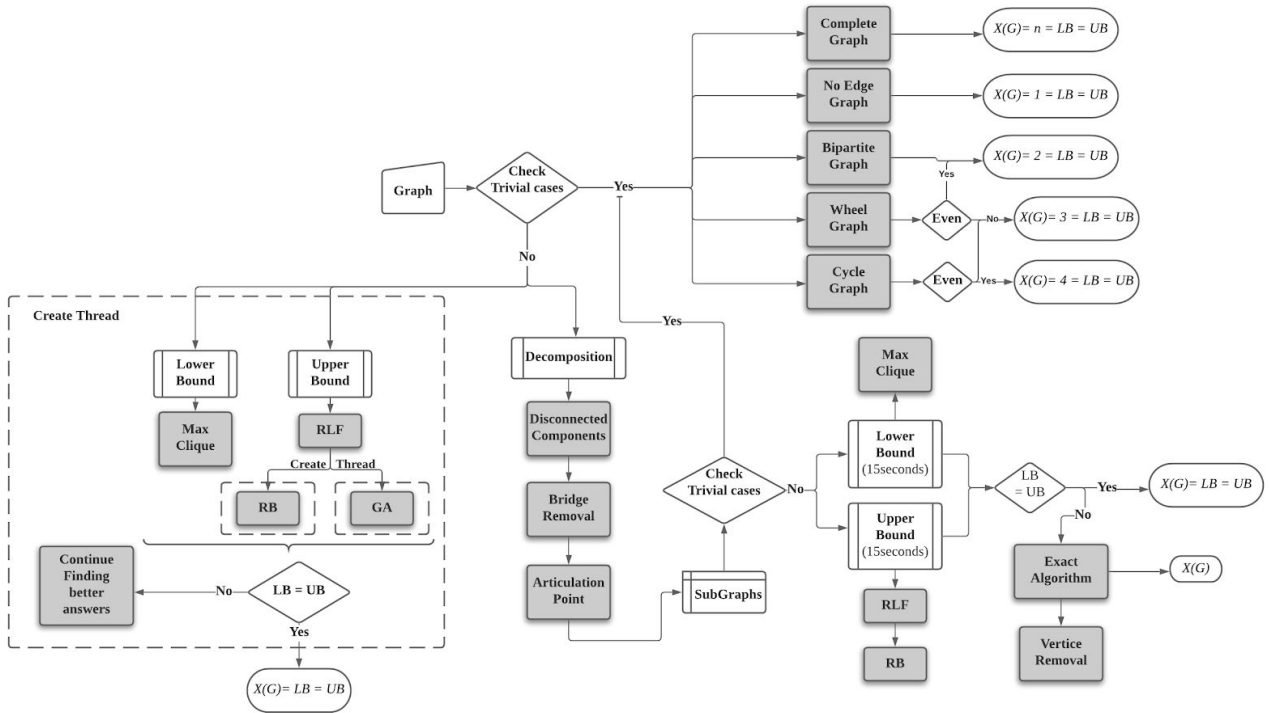 Complete
Graph
X(G)= n = LB = UB
No Edge
Graph
X(G)= 1 = LB = UB
Bipartite
Graph
X(G)= 2 = LB = UB
Check
Trivial cases
Graph
Yes
Yes
Wheel
Graph
Even
No
X(G)= 3 = LB = UB
No
Cycle
Graph
Even
Yes
X(G)= 4 = LB = UB
Create Thread
Yes
Lower
Bound
Upper
Bound
Decomposition
Max
Clique
RLF
Create Thread
RB
GA
Continue
Finding
better
answers
No
LB = UB
Yes
X(G)= LB = UB
Disconnected
Components
Bridge
Removal
Articulation
Point
SubGraphs
Check
Trivial cases
No
Max
Clique
Lower
Bound
(15seconds)
Upper
Bound
(15seconds)
RLF
RB
LB
= UB
Yes
X(G)= LB = UB
No
Exact
Algorithm
X(G)
Vertice
Removal